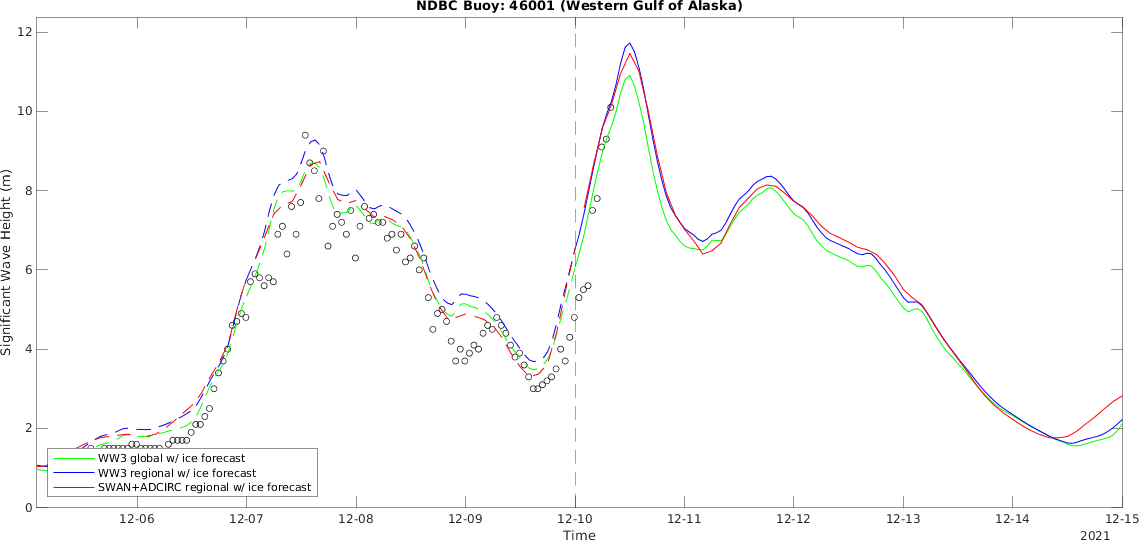 NDBC Buoy: 46001 (Western Gulf of Alaska)
12
10
8
6
4
2
0
Significant Wave Height (m)
WW3 global w/ ice forecast
WW3 regional w/ ice forecast
SWAN+ADCIRC regional w/ ice forecast
12-06 12-07 12-08 12-09 12-10 12-11 12-12 12-13 12-14 12-15
Time
2021